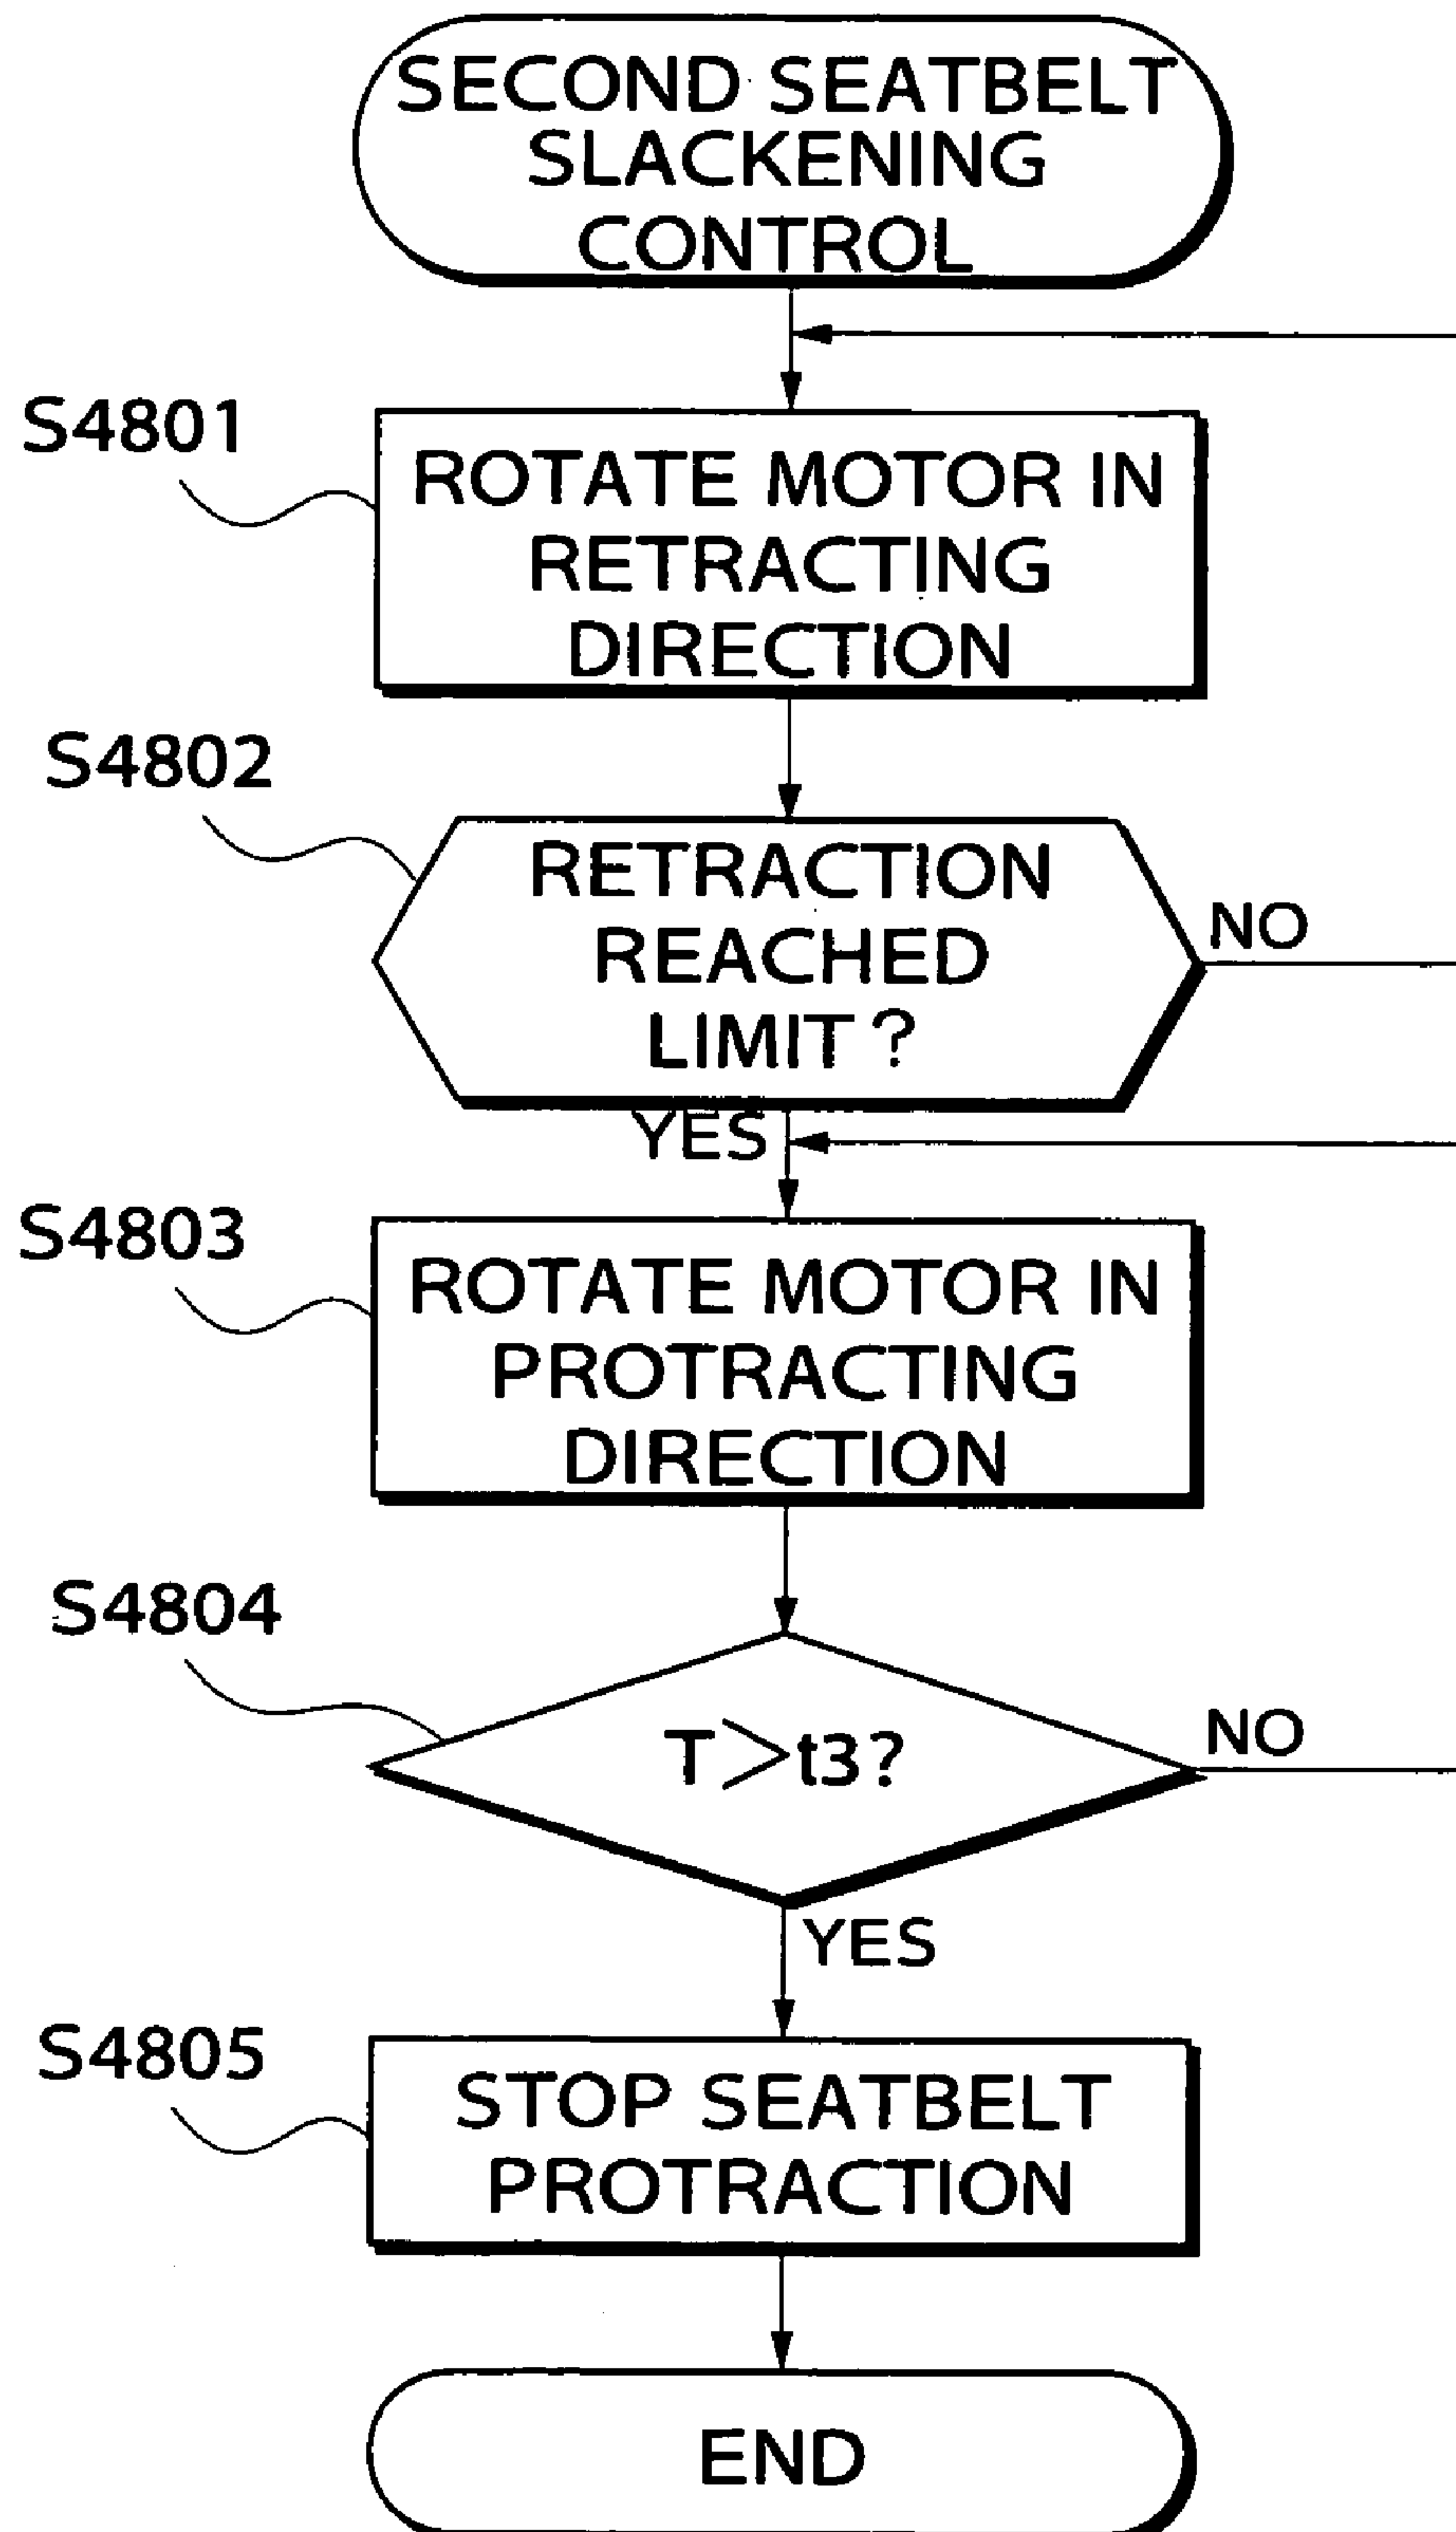 SECOND SEATBELT
SLACKENING
CONTROL
S4801
ROTATE MOTOR IN
RETRACTING
DIRECTION
S4802
RETRACTION
REACHED
LIMIT?
NO
YES
S4803
ROTATE MOTOR IN
PROTRACTING
DIRECTION
S4804
T>t3?
NO
YES
S4805
STOP SEATBELT
PROTRACTION
END